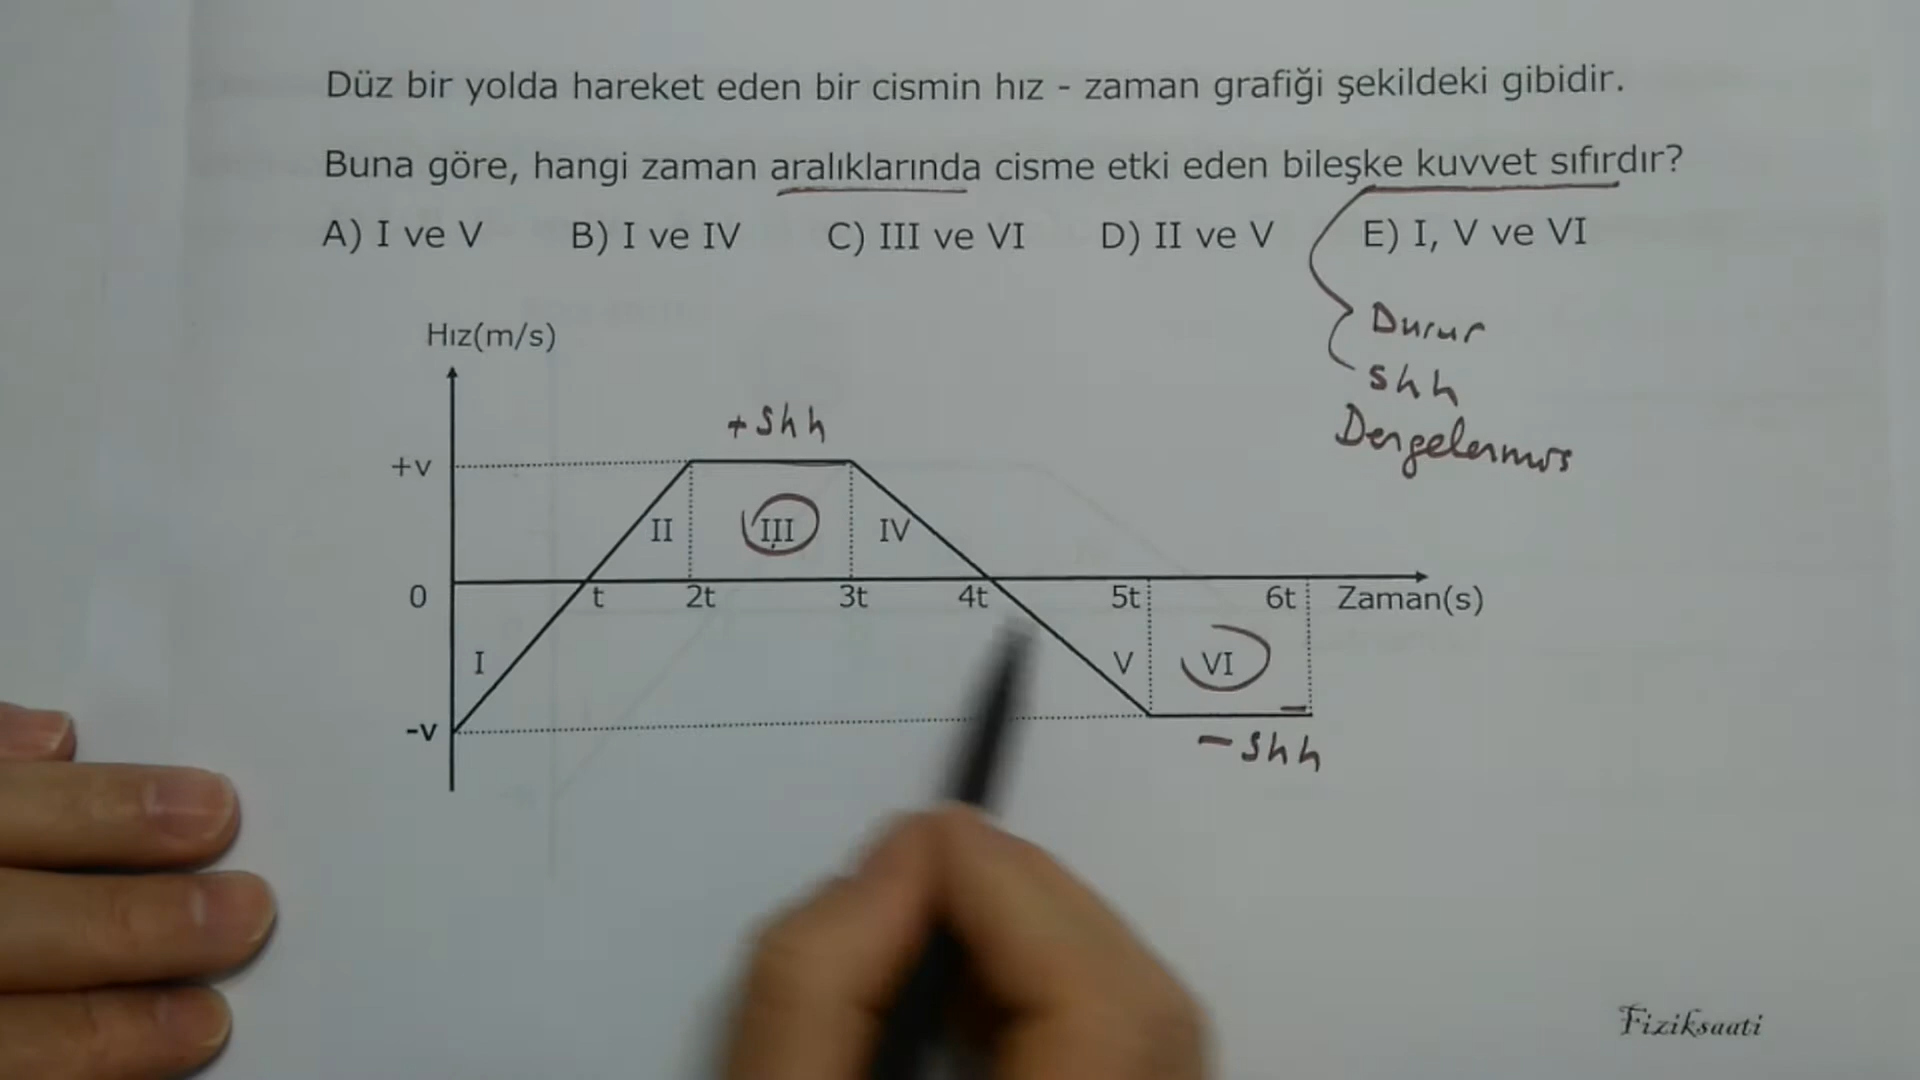 Düz bir yolda hareket eden bir cismin hız - zaman grafiği şekildeki gibidir.
Buna göre, hangi zaman aralıklarında cisme etki eden bileşke kuvvet sıfırdır?
A) I ve V B) I ve IV C) III ve VI D) II ve V E) I, V ve VI
Durur
shh
Dengelenmiş
Hız(m/s)
+shh
+v
II III IV
0 t 2t 3t 4t 5t 6t Zaman(s)
I V VI
-v
-shh
Fiziksaati